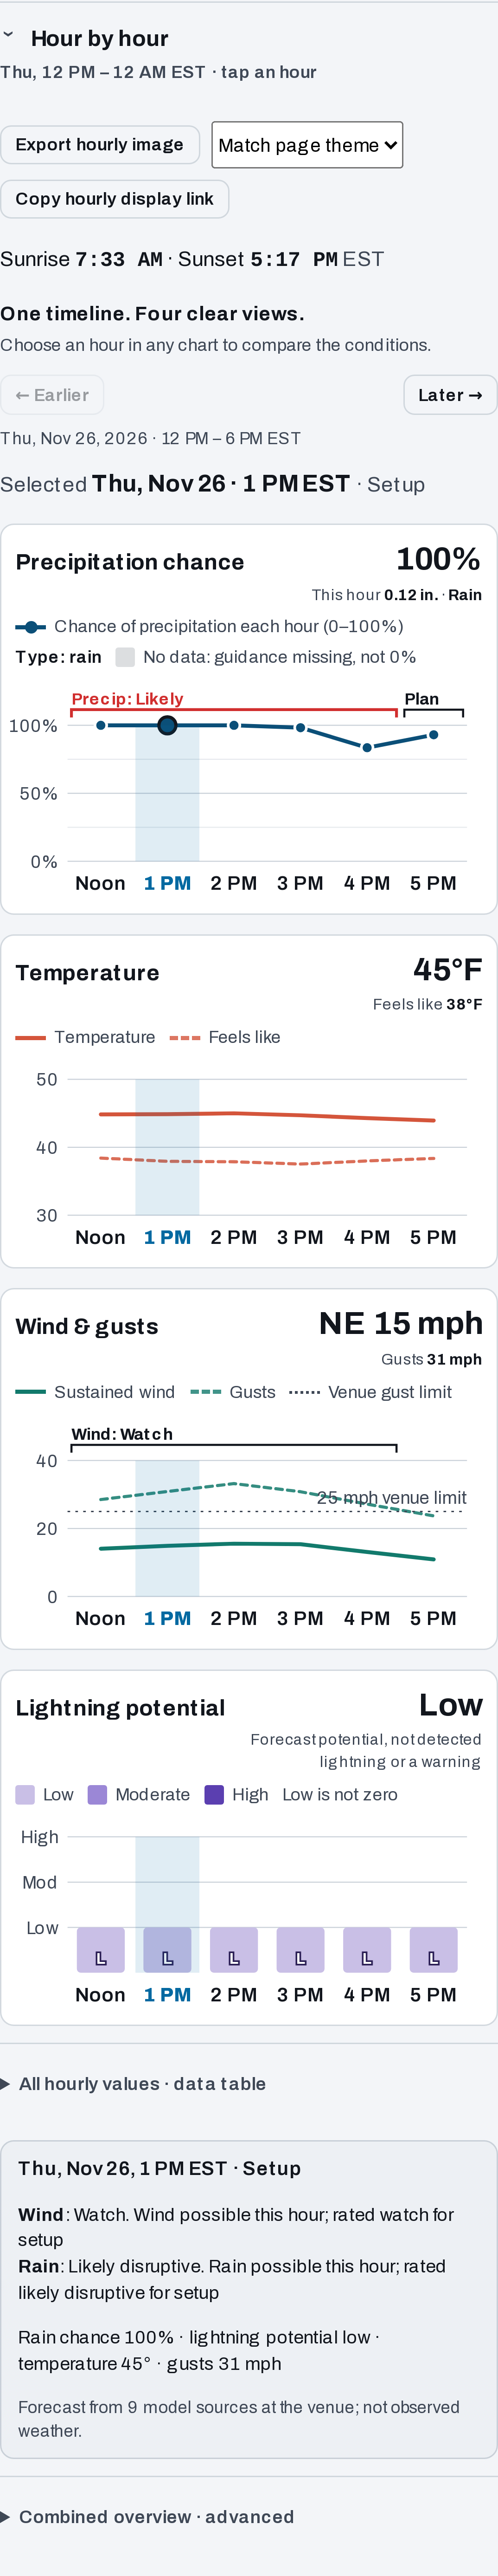 Hour by hour
Thu, 12 PM – 12 AM EST · tap an hour
Export hourly image
Match page theme
Copy hourly display link
Sunrise 7:33 AM · Sunset 5:17 PM EST
One timeline. Four clear views.
Choose an hour in any chart to compare the conditions.
← Earlier
Later →
Thu, Nov 26, 2026 · 12 PM – 6 PM EST
Selected Thu, Nov 26 · 1 PM EST · Setup
Precipitation chance
100%
This hour 0.12 in. · Rain
Chance of precipitation each hour (0–100%)
Type: rain No data: guidance missing, not 0%
Precip: Likely
Plan
100%
50%
0%
Noon 1 PM 2 PM 3 PM 4 PM 5 PM
Temperature
45°F
Feels like 38°F
Temperature Feels like
50
40
30
Noon 1 PM 2 PM 3 PM 4 PM 5 PM
Wind & gusts
NE 15 mph
Gusts 31 mph
Sustained wind Gusts Venue gust limit
Wind: Watch
40
25 mph venue limit
20
0
Noon 1 PM 2 PM 3 PM 4 PM 5 PM
Lightning potential
Low
Forecast potential, not detected
lightning or a warning
Low Moderate High Low is not zero
High
Mod
Low
L L L L L L
Noon 1 PM 2 PM 3 PM 4 PM 5 PM
All hourly values · data table
Thu, Nov 26, 1 PM EST · Setup
Wind: Watch. Wind possible this hour; rated watch for
setup
Rain: Likely disruptive. Rain possible this hour; rated
likely disruptive for setup
Rain chance 100% · lightning potential low ·
temperature 45° · gusts 31 mph
Forecast from 9 model sources at the venue; not observed
weather.
Combined overview · advanced